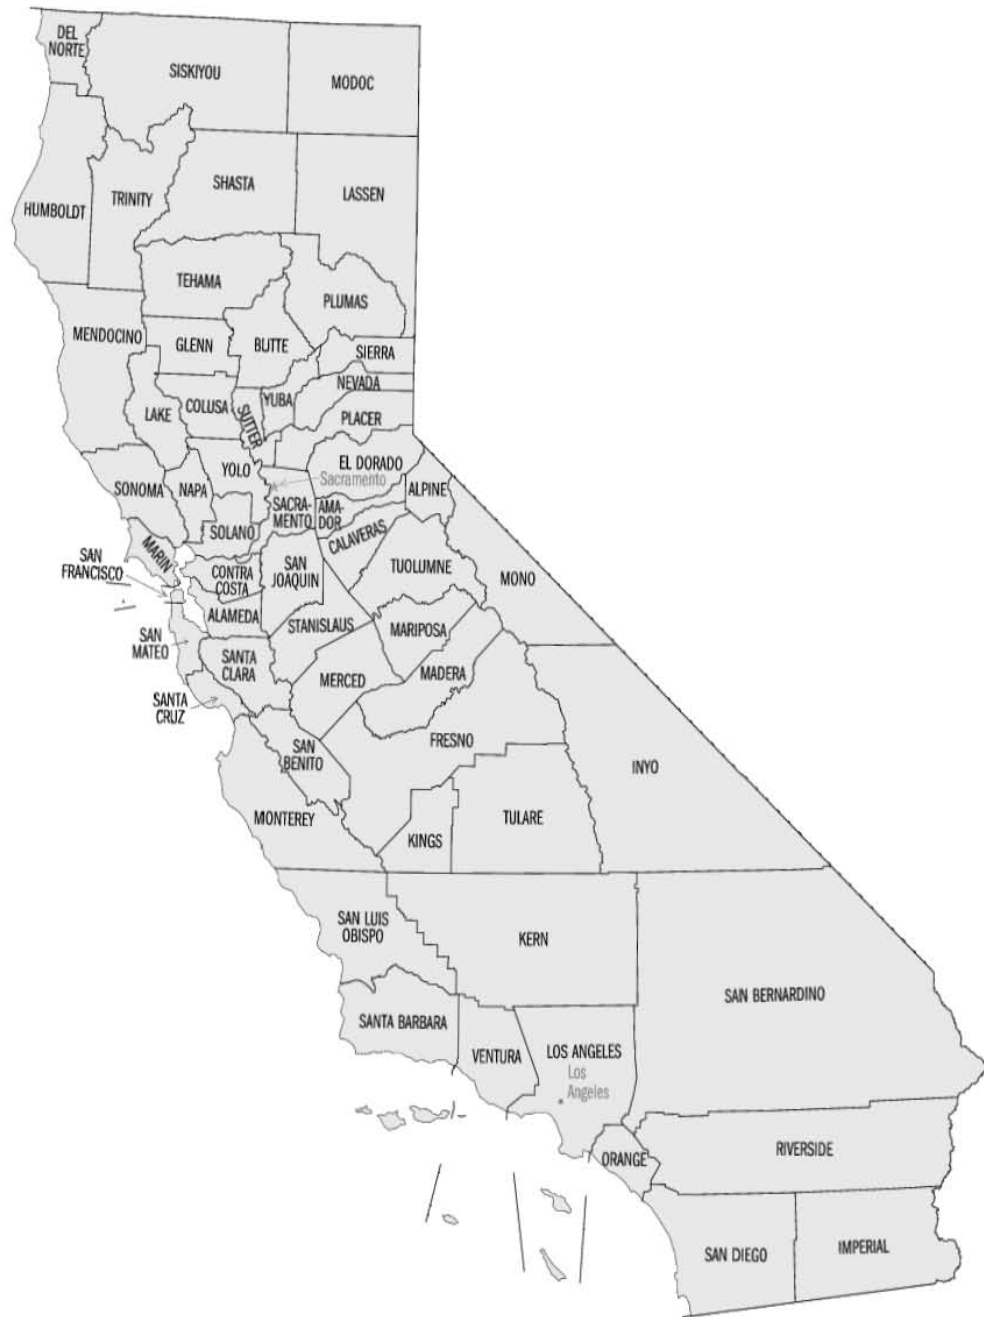 DEL
NORTE
SISKIYOU
MODOC
HUMBOLDT
TRINITY
SHASTA
LASSEN
TEHAMA
PLUMAS
MENDOCINO
GLENN
BUTTE
SIERRA
NEVADA
LAKE
COLUSA
SUTTER
YUBA
PLACER
SONOMA
NAPA
YOLO
EL DORADO
Sacramento
ALPINE
SACRA-
MENTO
AMA-
DOR
SOLANO
CALAVERAS
MARIN
SAN
FRANCISCO
CONTRA
COSTA
SAN
JOAQUIN
TUOLUMNE
MONO
ALAMEDA
STANISLAUS
MARIPOSA
SAN
MATEO
SANTA
CLARA
MERCED
MADERA
SANTA
CRUZ
SAN
BENITO
FRESNO
INYO
MONTEREY
KINGS
TULARE
SAN LUIS
OBISPO
KERN
SAN BERNARDINO
SANTA BARBARA
VENTURA
LOS ANGELES
Los
Angeles
ORANGE
RIVERSIDE
SAN DIEGO
IMPERIAL